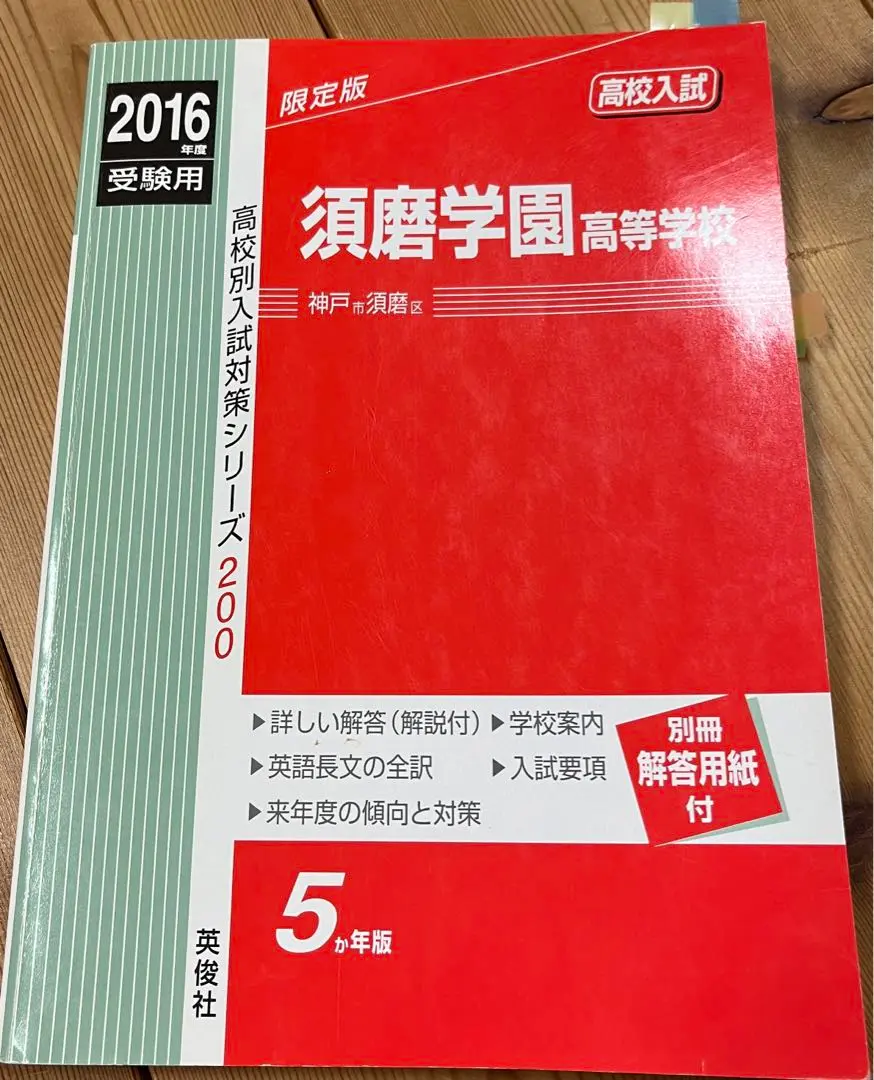 2016年度
受験用
限定版
高校入試
須磨学園高等学校
神戸市須磨区
高校別入試対策シリーズ200
▶詳しい解答(解説付)▶学校案内
▶英語長文の全訳 ▶入試要項
▶来年度の傾向と対策
別冊
解答用紙
付
5か年版
英俊社